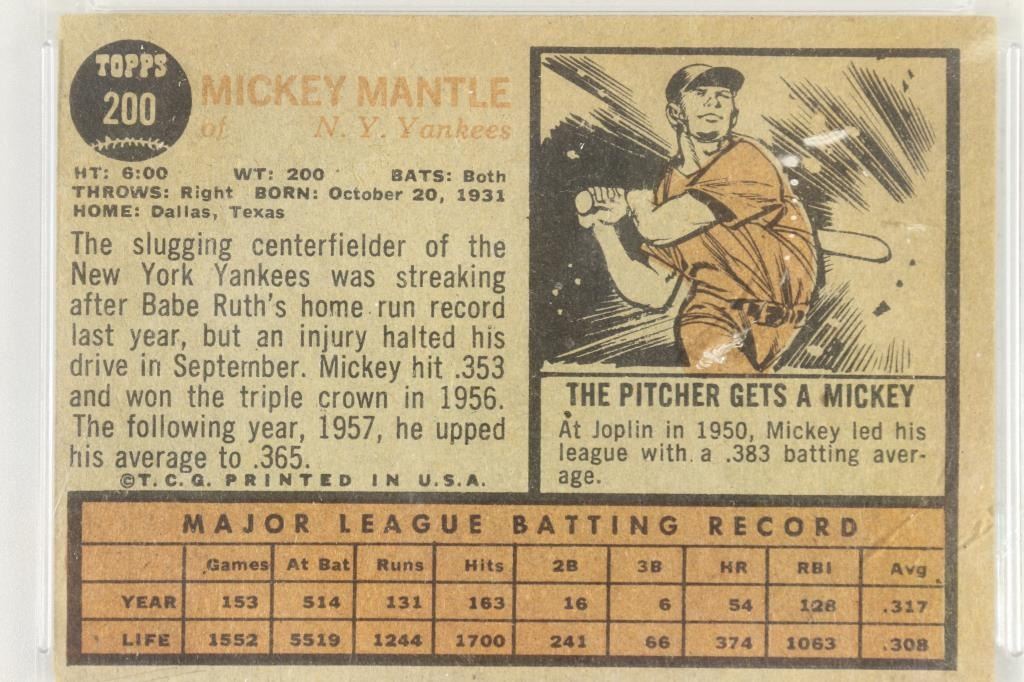 TOPPS
200
MICKEY MANTLE
of N. Y. Yankees
HT: 6:00 WT: 200 BATS: Both
THROWS: Right BORN: October 20, 1931
HOME: Dallas, Texas
The slugging centerfielder of the
New York Yankees was streaking
after Babe Ruth's home run record
last year, but an injury halted his
drive in September. Mickey hit .353
and won the triple crown in 1956.
The following year, 1957, he upped
his average to .365.
©T.C.G. PRINTED IN U.S.A.
THE PITCHER GETS A MICKEY
At Joplin in 1950, Mickey led his
league with a .383 batting aver-
age.
MAJOR LEAGUE BATTING RECORD
Games At Bat Runs Hits 2B 3B HR RBI Avg
YEAR 153 514 131 163 16 6 54 128 .317
LIFE 1552 5519 1244 1700 241 66 374 1063 .308